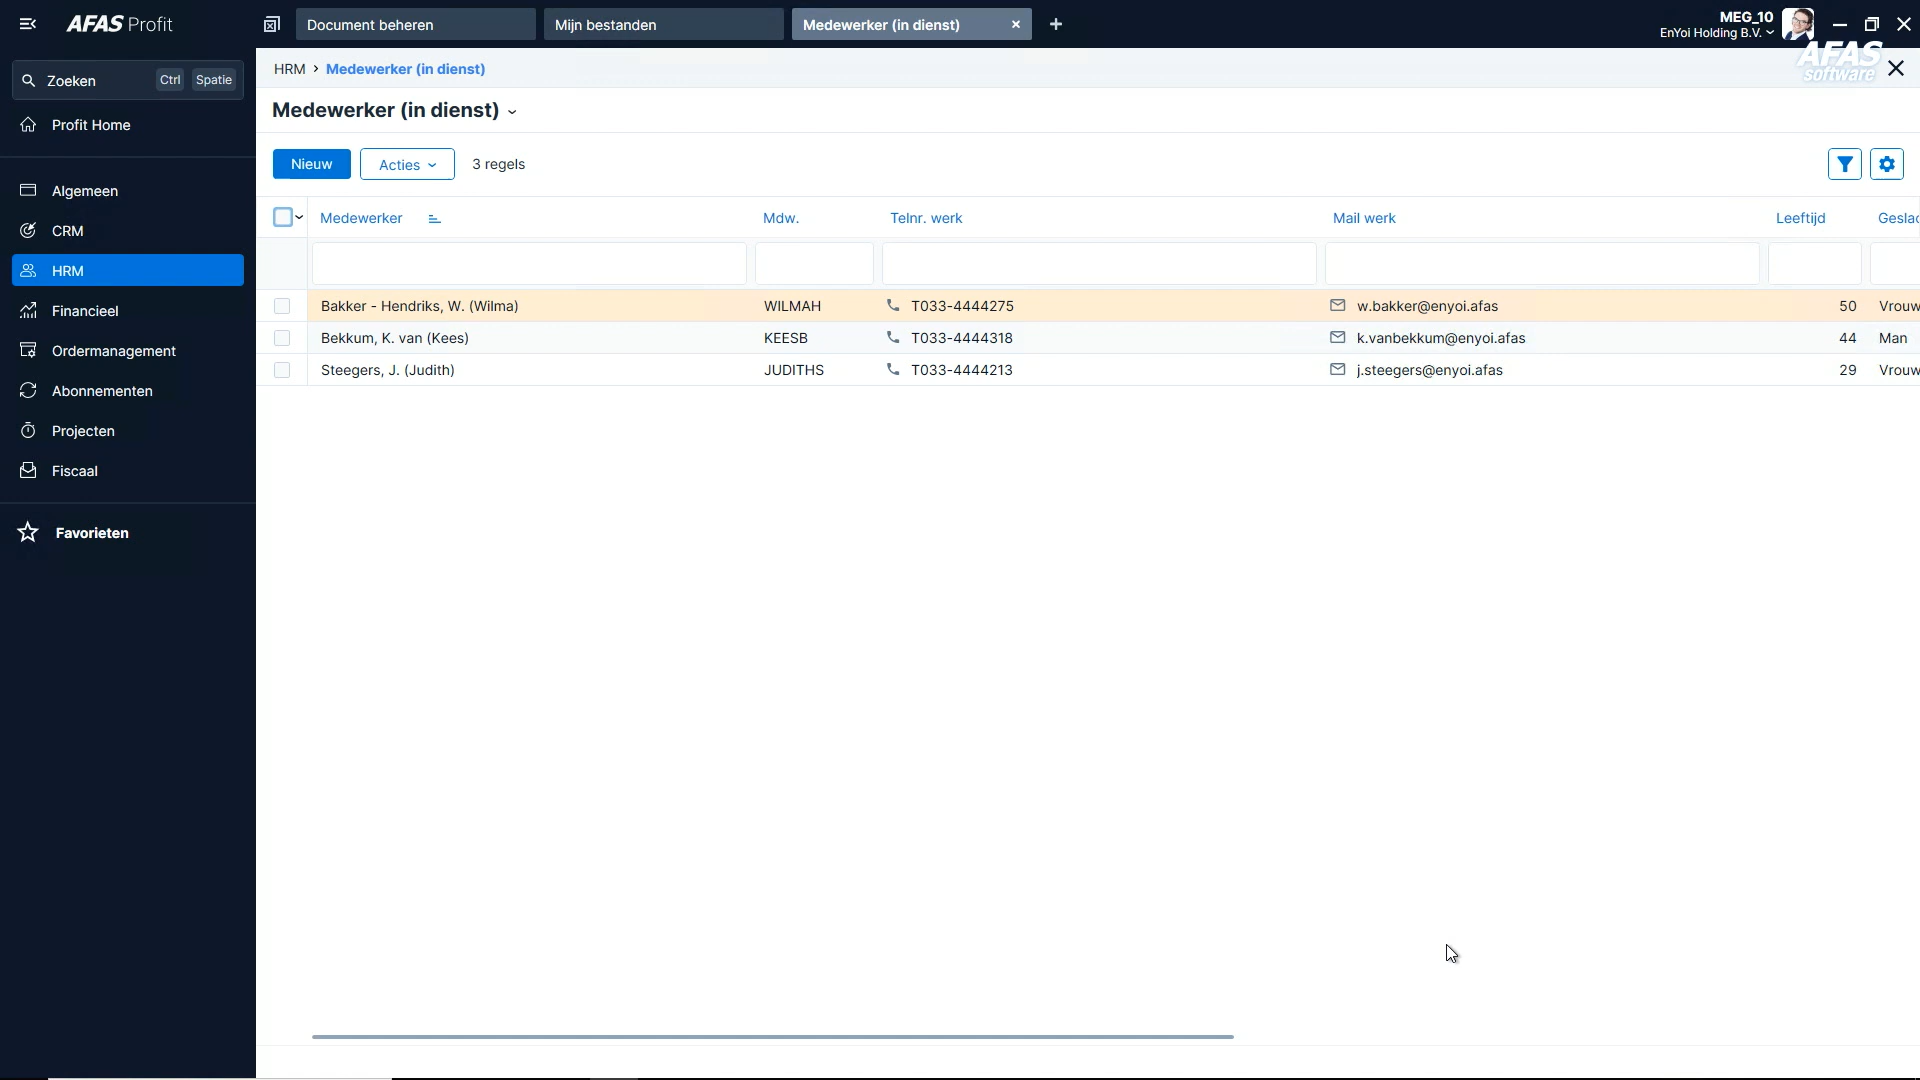 AFAS Profit
Document beheren
Mijn bestanden
Medewerker (in dienst)
MEG_10
EnYoi Holding B.V.
AFAS
software
Zoeken Ctrl Spatie
HRM > Medewerker (in dienst)
Medewerker (in dienst)
Profit Home
Nieuw Acties 3 regels
Algemeen
CRM
HRM
Financieel
Ordermanagement
Abonnementen
Projecten
Fiscaal
Favorieten
Medewerker Mdw. Telnr. werk Mail werk Leeftijd Geslac
Bakker - Hendriks, W. (Wilma) WILMAH T033-4444275 w.bakker@enyoi.afas 50 Vrouw
Bekkum, K. van (Kees) KEESB T033-4444318 k.vanbekkum@enyoi.afas 44 Man
Steegers, J. (Judith) JUDITHS T033-4444213 j.steegers@enyoi.afas 29 Vrouw